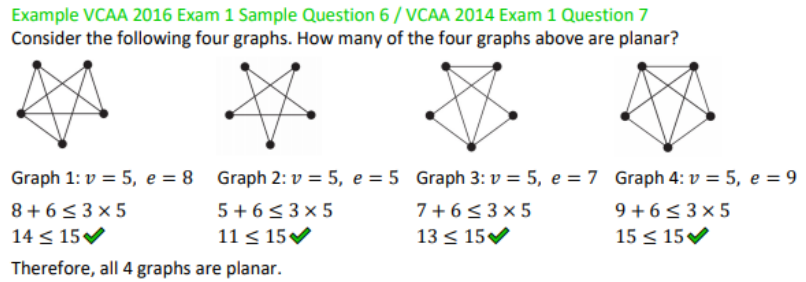 Example VCAA 2016 Exam 1 Sample Question 6 / VCAA 2014 Exam 1 Question 7
Consider the following four graphs. How many of the four graphs above are planar?
Graph 1: v = 5, e = 8 Graph 2: v = 5, e = 5 Graph 3: v = 5, e = 7 Graph 4: v = 5, e = 9
8 + 6 ≤ 3 × 5 5 + 6 ≤ 3 × 5 7 + 6 ≤ 3 × 5 9 + 6 ≤ 3 × 5
14 ≤ 15✔ 11 ≤ 15✔ 13 ≤ 15✔ 15 ≤ 15✔
Therefore, all 4 graphs are planar.